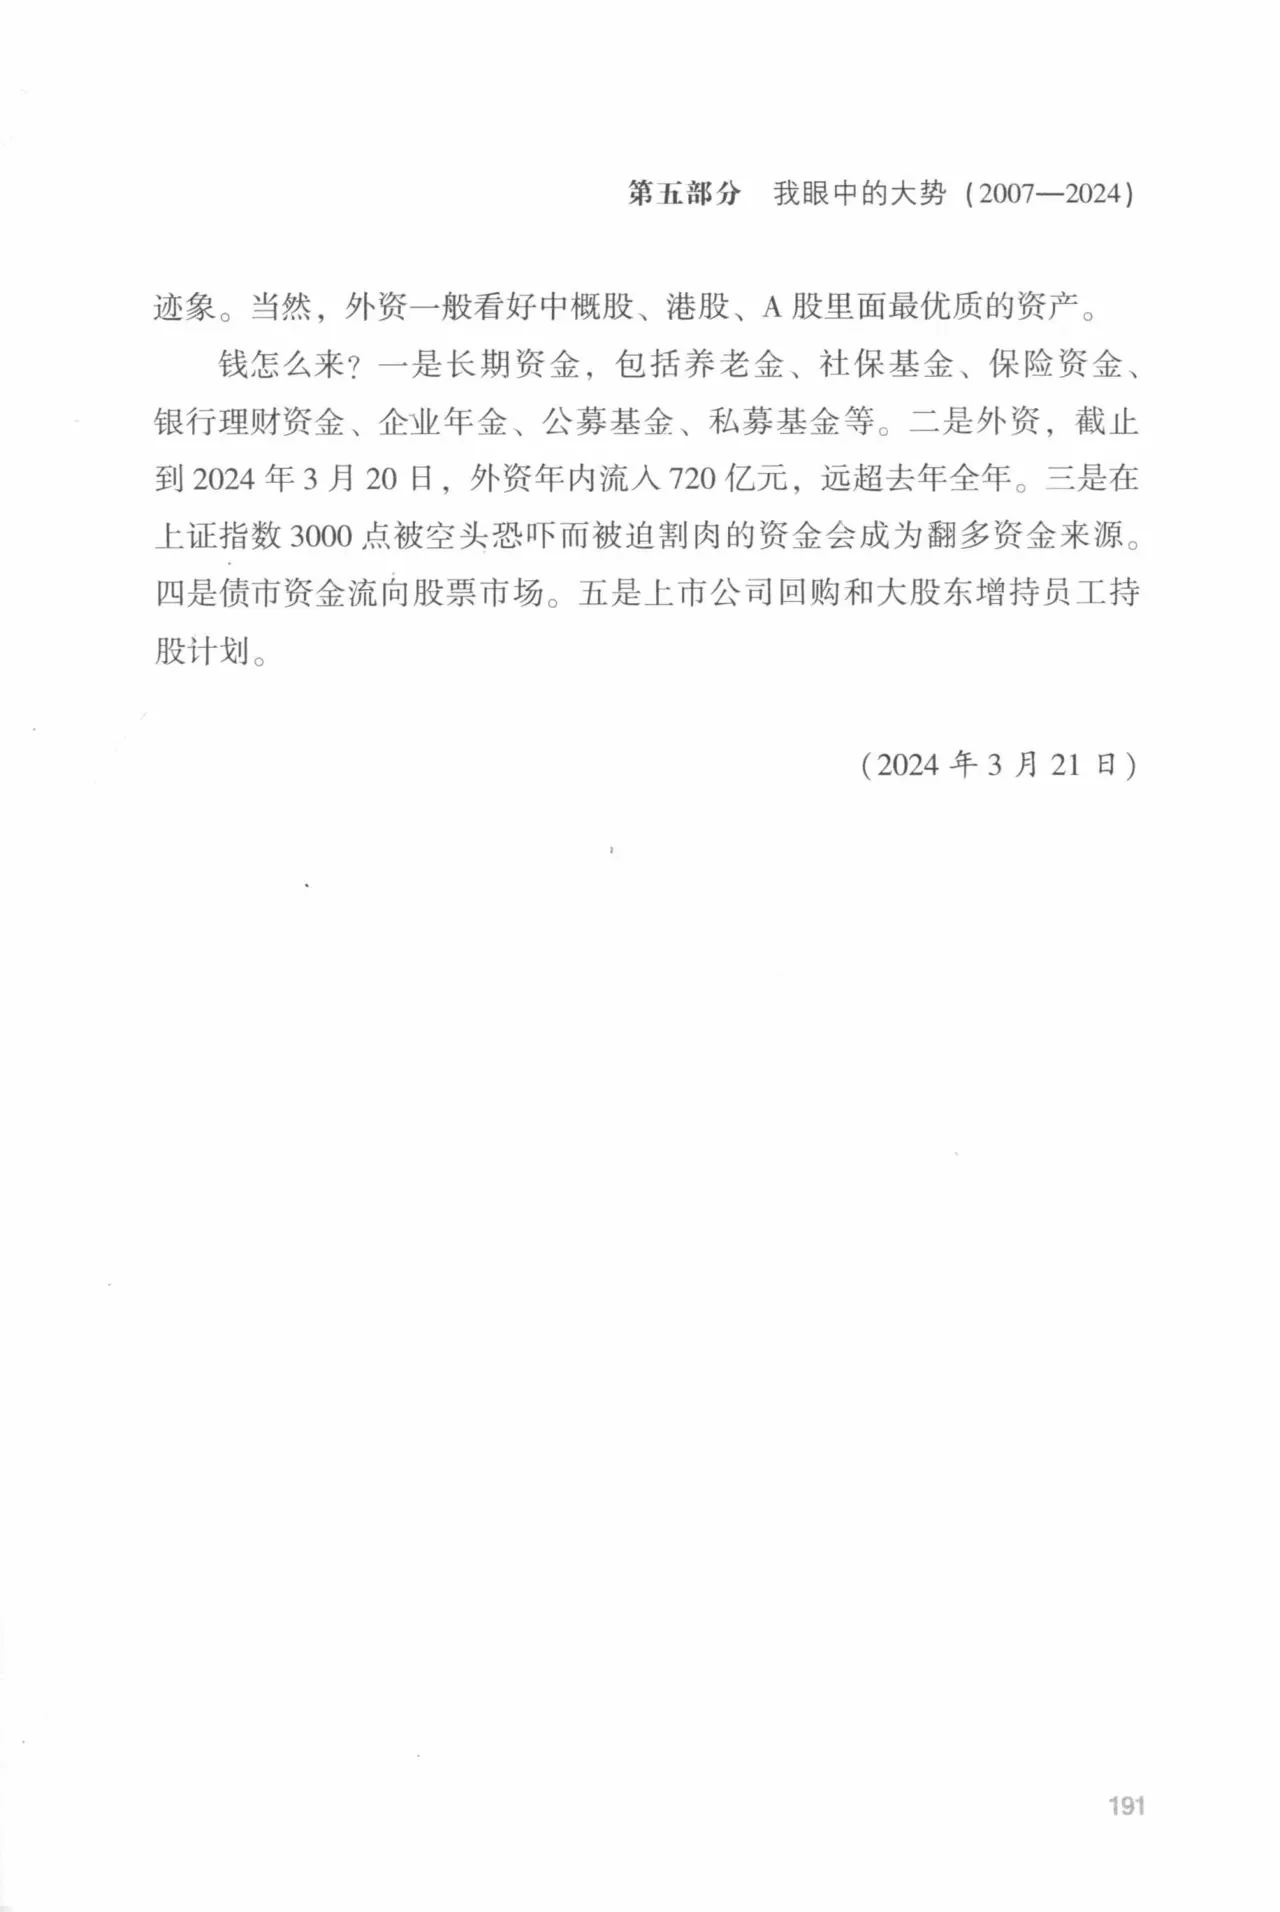 第五部分 我眼中的大势（2007—2024）
迹象。当然，外资一般看好中概股、港股、A 股里面最优质的资产。
钱怎么来？一是长期资金，包括养老金、社保基金、保险资金、
银行理财资金、企业年金、公募基金、私募基金等。二是外资，截止
到 2024 年 3 月 20 日，外资年内流入 720 亿元，远超去年全年。三是在
上证指数 3000 点被空头恐吓而被迫割肉的资金会成为翻多资金来源。
四是债市资金流向股票市场。五是上市公司回购和大股东增持员工持
股计划。
（2024 年 3 月 21 日）
191